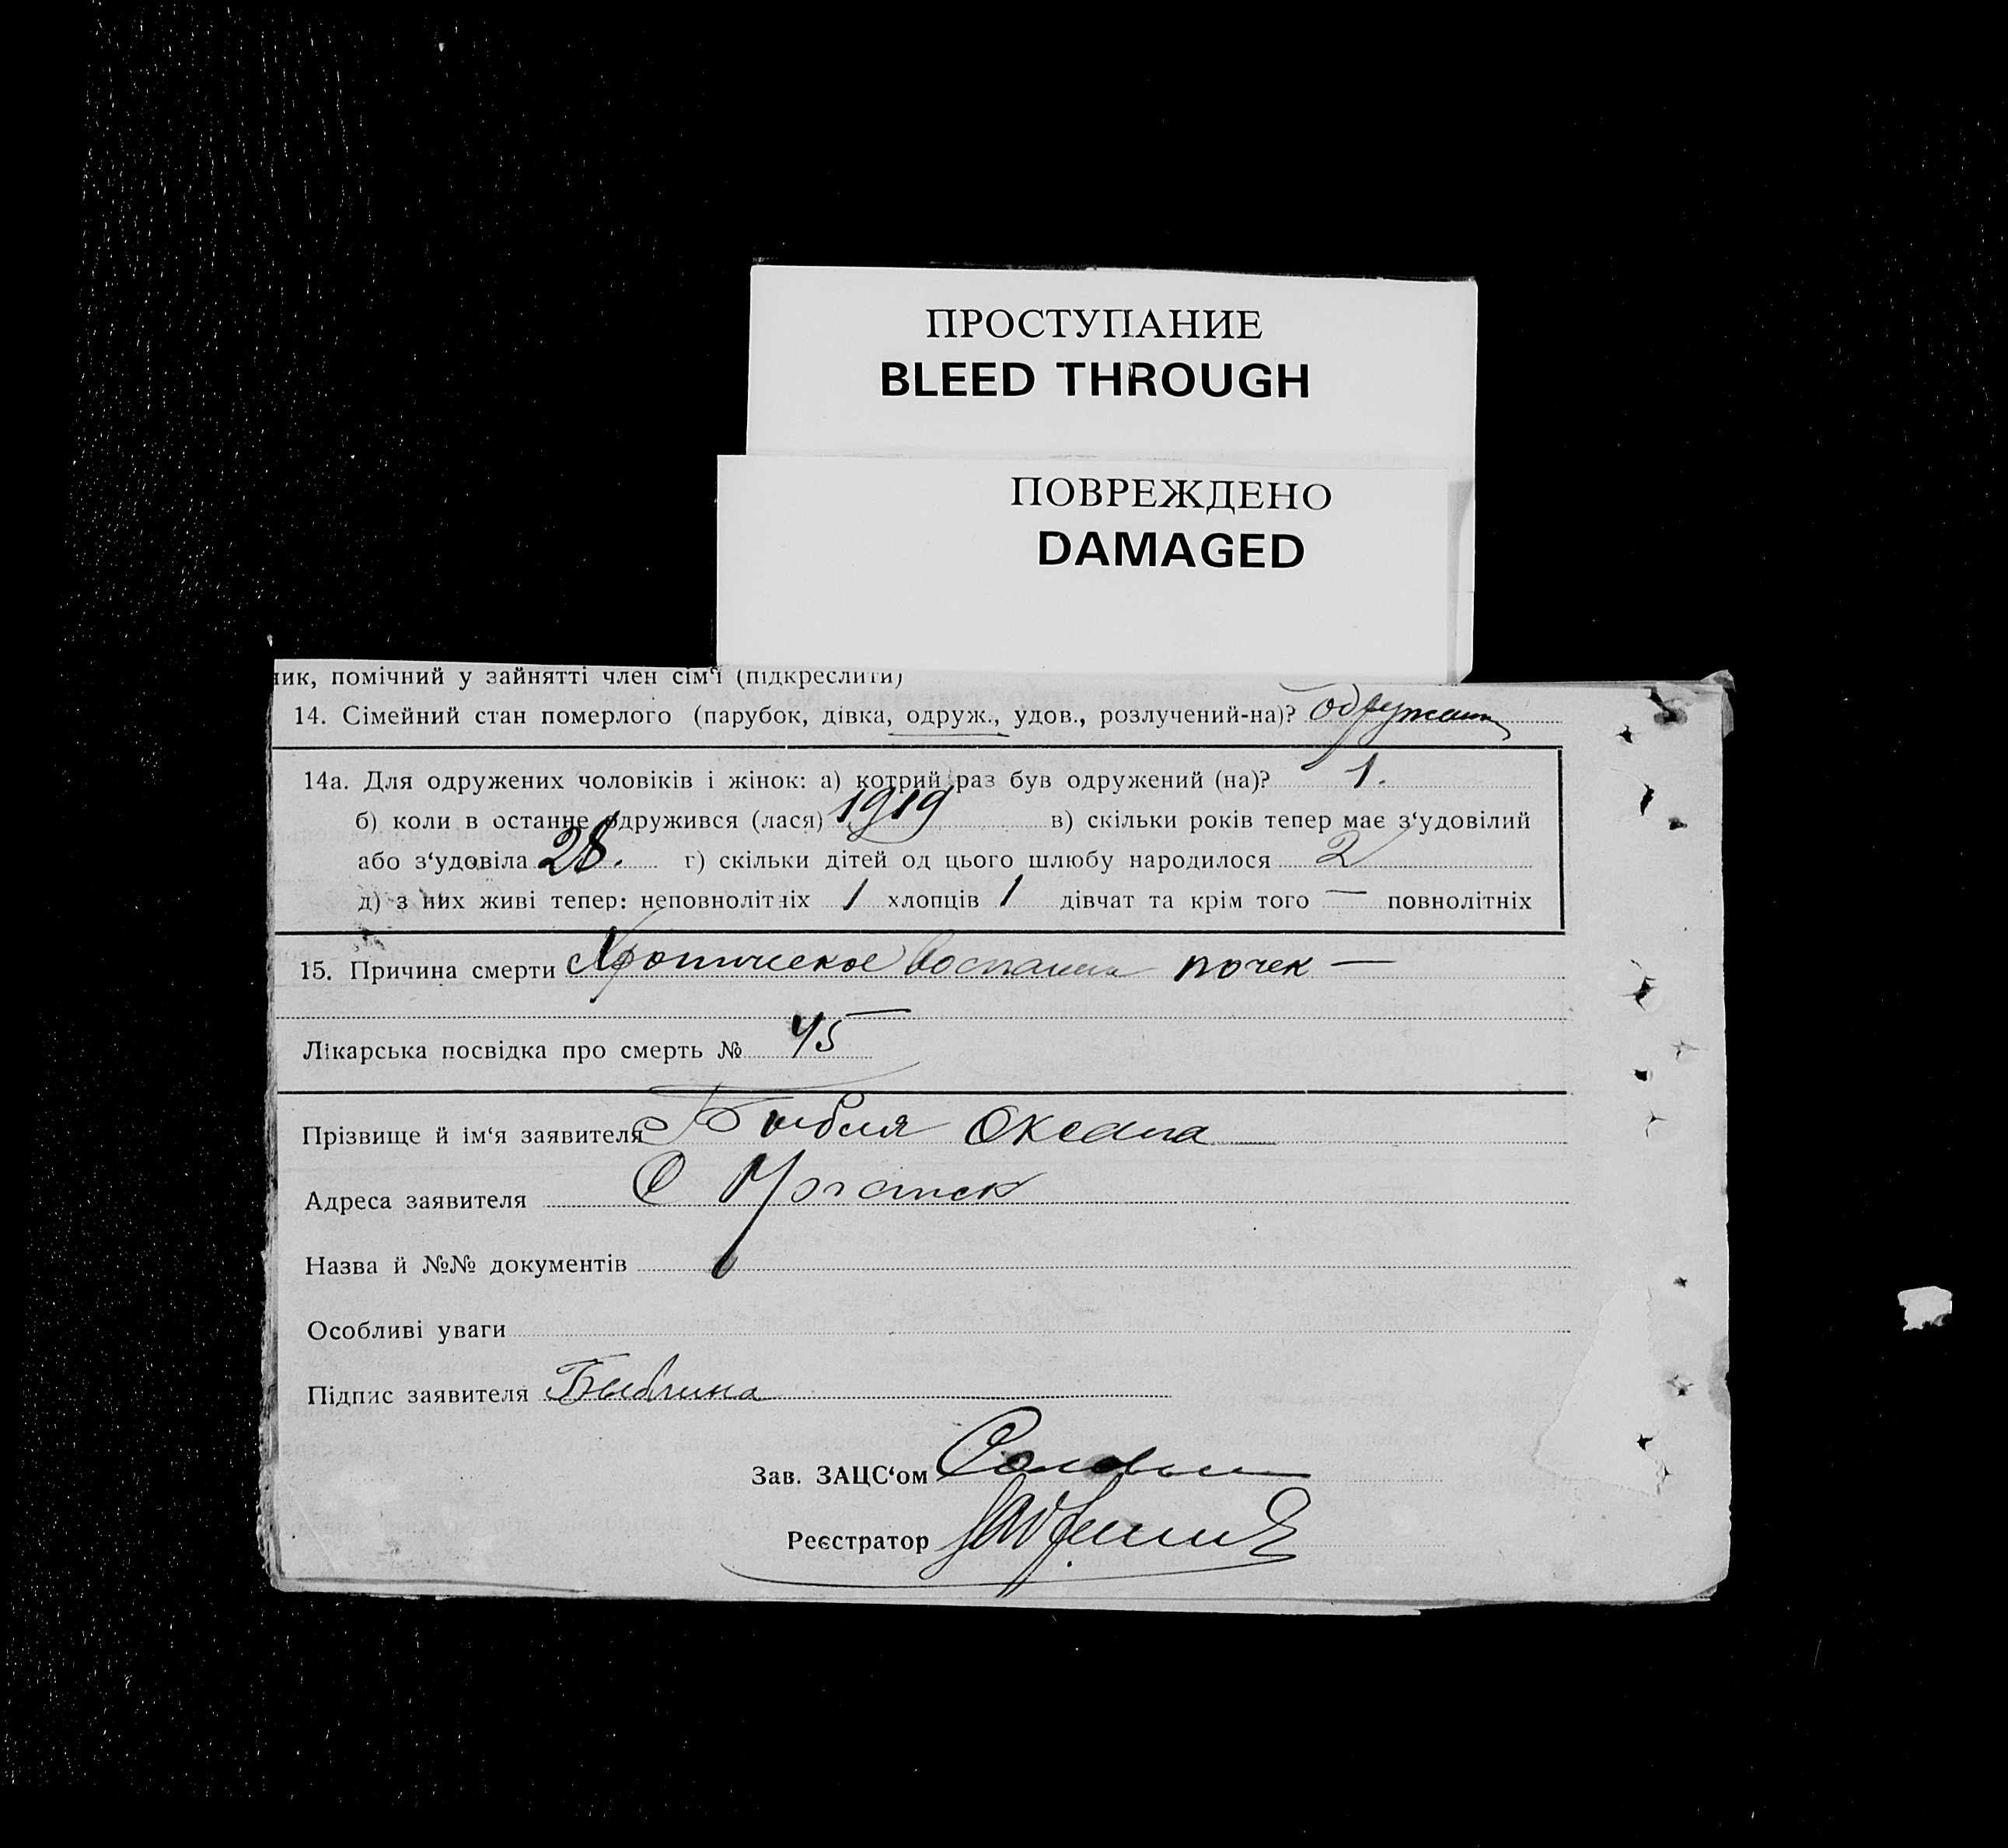 ПРОСТУПАНИЕ
BLEED THROUGH
ПОВРЕЖДЕНО
DAMAGED
ик, помічний у зайнятті член сім‘ї (підкреслити)
14. Сімейний стан померлого (парубок, дівка, одруж., удов., розлучений-на)?
14а. Для одружених чоловіків і жінок: а) котрий раз був одружений (на)? 1.
б) коли в останнє одружився (лася) 1919 в) скільки років тепер має з‘удовілий
або з‘удовіла 28. г) скільки дітей од цього шлюбу народилося 2
д) з них живі тепер: неповнолітніх 1 хлопців 1 дівчат та крім того — повнолітніх
15. Причина смерти Хроническое воспаление почек —
Лікарська посвідка про смерть № 45
Прізвище й ім‘я заявителя Оксана
Адреса заявителя С
Назва й №№ документів
Особливі уваги
Підпис заявителя
Зав. ЗАЦС‘ом
Реєстратор